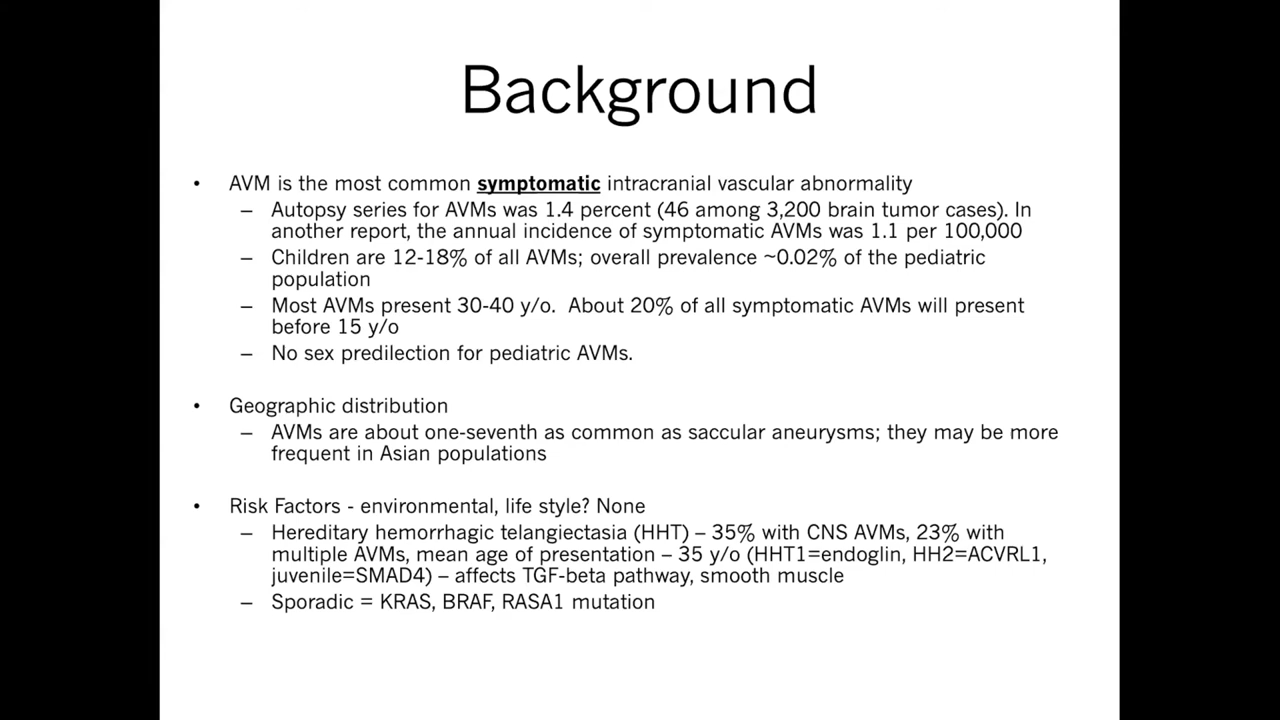 Background
• AVM is the most common symptomatic intracranial vascular abnormality
– Autopsy series for AVMs was 1.4 percent (46 among 3,200 brain tumor cases). In
another report, the annual incidence of symptomatic AVMs was 1.1 per 100,000
– Children are 12-18% of all AVMs; overall prevalence ~0.02% of the pediatric
population
– Most AVMs present 30-40 y/o.  About 20% of all symptomatic AVMs will present
before 15 y/o
– No sex predilection for pediatric AVMs.
• Geographic distribution
– AVMs are about one-seventh as common as saccular aneurysms; they may be more
frequent in Asian populations
• Risk Factors - environmental, life style? None
– Hereditary hemorrhagic telangiectasia (HHT) – 35% with CNS AVMs, 23% with
multiple AVMs, mean age of presentation – 35 y/o (HHT1=endoglin, HH2=ACVRL1,
juvenile=SMAD4) – affects TGF-beta pathway, smooth muscle
– Sporadic = KRAS, BRAF, RASA1 mutation